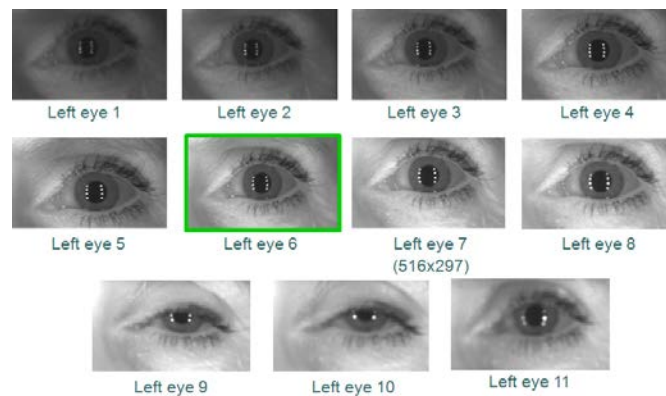 Left eye 1
Left eye 2
Left eye 3
Left eye 4
Left eye 5
Left eye 6
Left eye 7
(516x297)
Left eye 8
Left eye 9
Left eye 10
Left eye 11